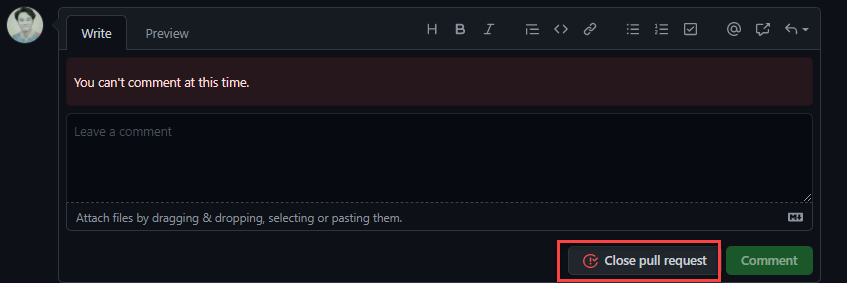 Write Preview H B I @
You can't comment at this time.
Leave a comment
Attach files by dragging & dropping, selecting or pasting them. M↓
Close pull request Comment